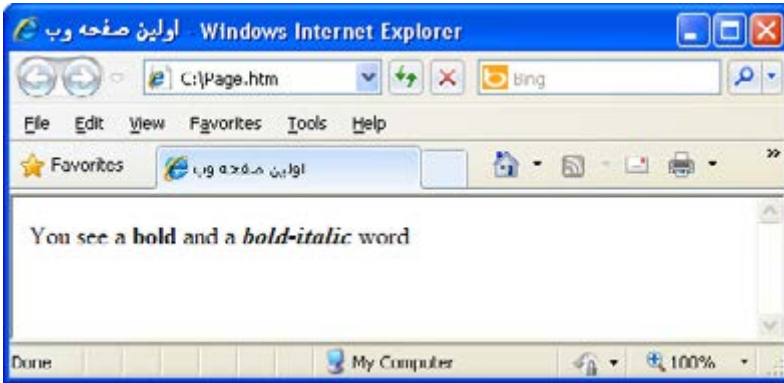 اولین صفحه وب - Windows Internet Explorer
C:\Page.htm
Bing
File Edit View Favorites Tools Help
Favorites
اولین صفحه وب
You see a bold and a bold-italic word
Done
My Computer
100%